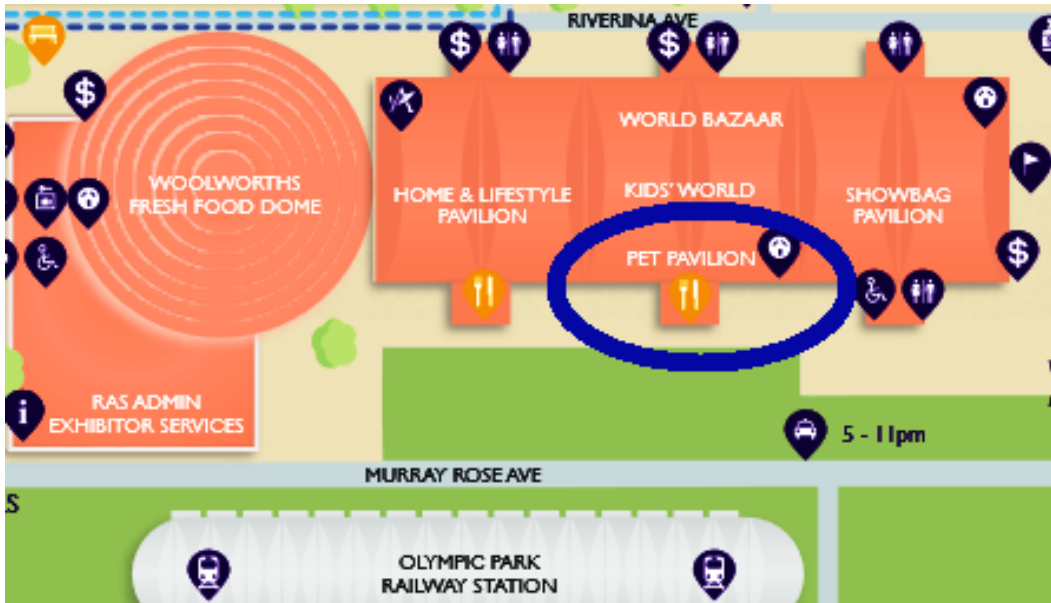 RIVERINA AVE
$
$
$
WORLD BAZAAR
WOOLWORTHS
FRESH FOOD DOME
HOME & LIFESTYLE
PAVILION
KIDS' WORLD
SHOWBAG
PAVILION
PET PAVILION
$
RAS ADMIN
EXHIBITOR SERVICES
i
5 - 11pm
MURRAY ROSE AVE
S
OLYMPIC PARK
RAILWAY STATION